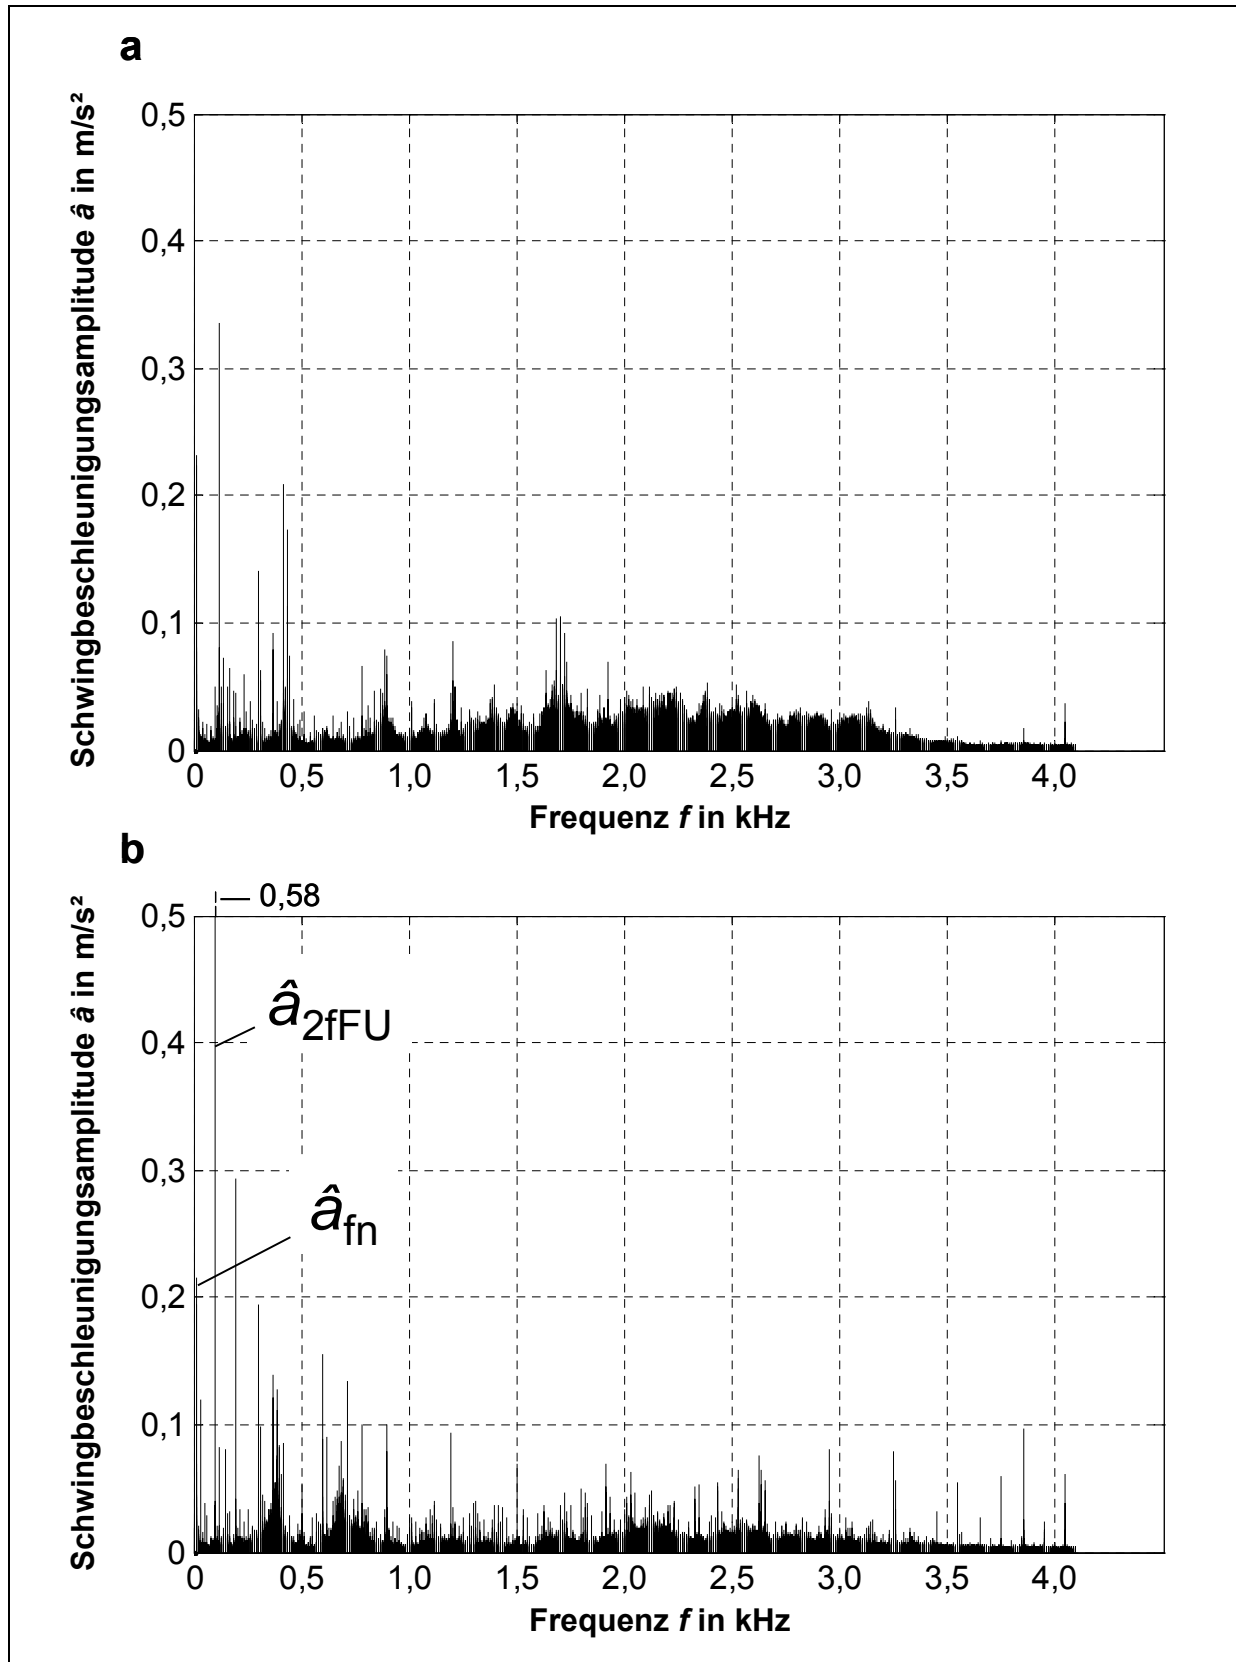 a
Schwingbeschleunigungsamplitude â in m/s²
0,5
0,4
0,3
0,2
0,1
0
0 0,5 1,0 1,5 2,0 2,5 3,0 3,5 4,0
Frequenz f in kHz
b
Schwingbeschleunigungsamplitude â in m/s²
0,58
0,5
â2fFU
0,4
0,3
âfn
0,2
0,1
0
0 0,5 1,0 1,5 2,0 2,5 3,0 3,5 4,0
Frequenz f in kHz